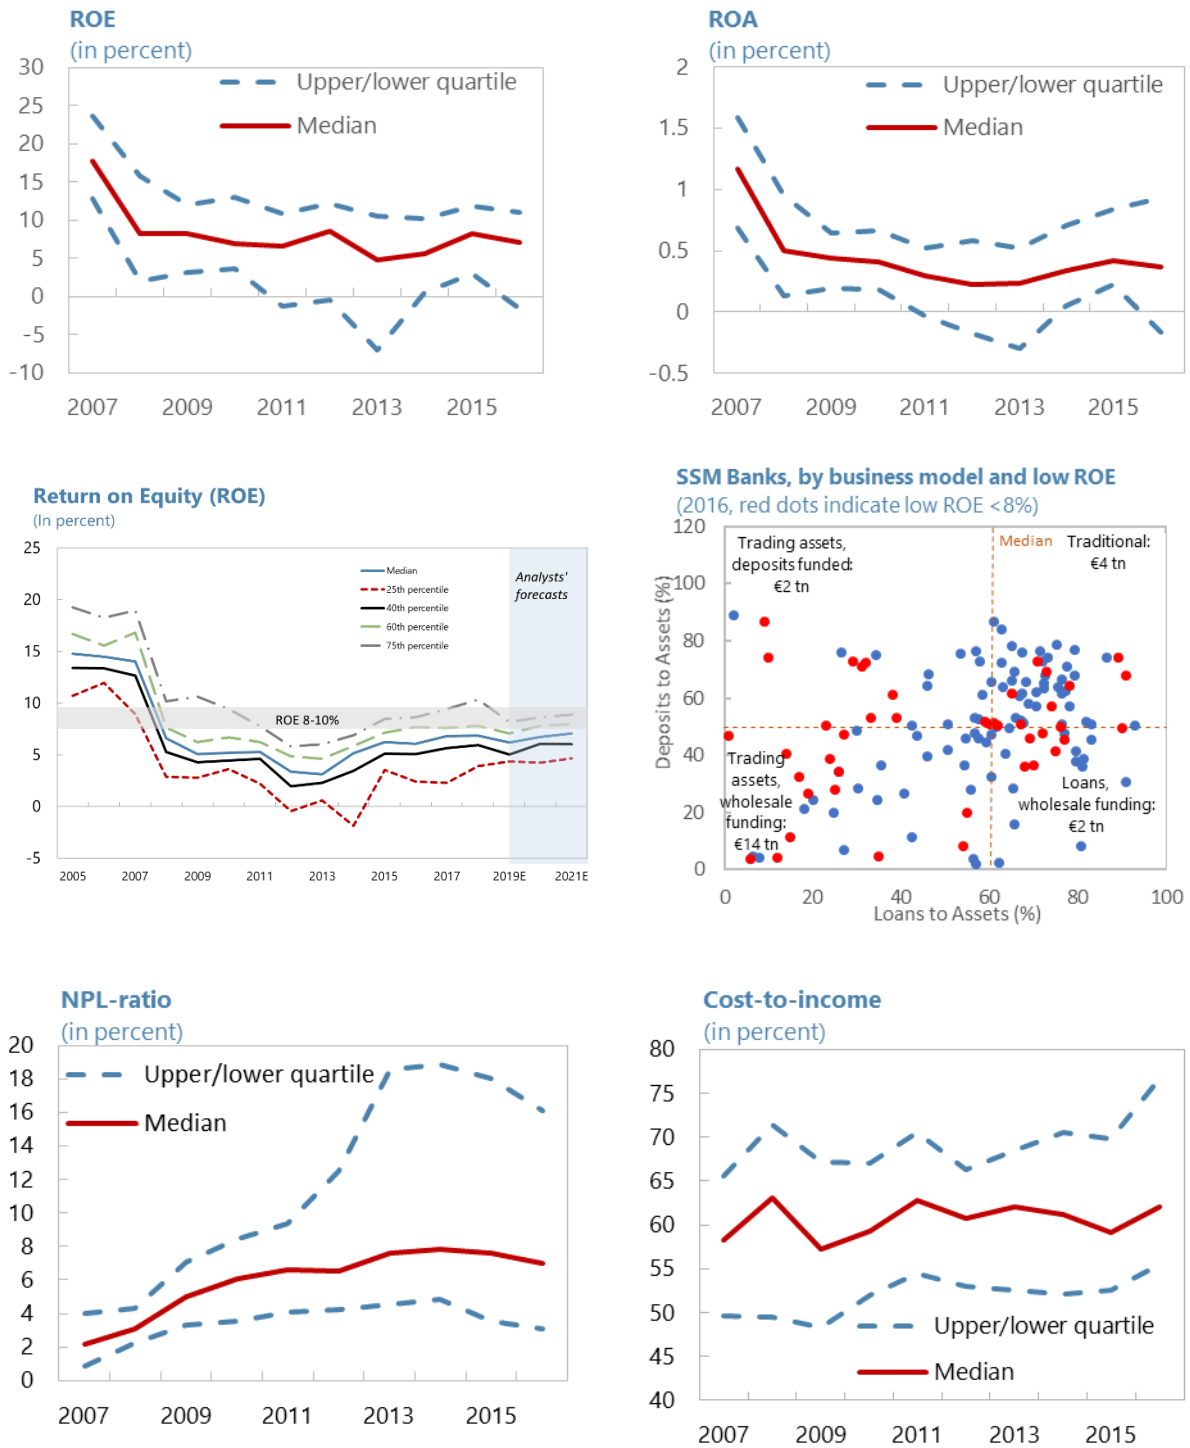 ROE
(in percent)
30
25
20
15
10
5
0
-5
-10
Upper/lower quartile
Median
2007 2009 2011 2013 2015
ROA
(in percent)
2
1.5
1
0.5
0
-0.5
Upper/lower quartile
Median
2007 2009 2011 2013 2015
Return on Equity (ROE)
(In percent)
25
20
15
10
5
0
-5
Median
25th percentile
40th percentile
60th percentile
75th percentile
Analysts'
forecasts
ROE 8-10%
2005 2007 2009 2011 2013 2015 2017 2019E 2021E
SSM Banks, by business model and low ROE
(2016, red dots indicate low ROE <8%)
120
100
80
60
40
20
0
Deposits to Assets (%)
Trading assets,
deposits funded:
€2 tn
Median
Traditional:
€4 tn
Trading
assets,
wholesale
funding:
€14 tn
Loans,
wholesale funding:
€2 tn
0 20 40 60 80 100
Loans to Assets (%)
NPL-ratio
(in percent)
20
18
16
14
12
10
8
6
4
2
0
Upper/lower quartile
Median
2007 2009 2011 2013 2015
Cost-to-income
(in percent)
80
75
70
65
60
55
50
45
40
Upper/lower quartile
Median
2007 2009 2011 2013 2015